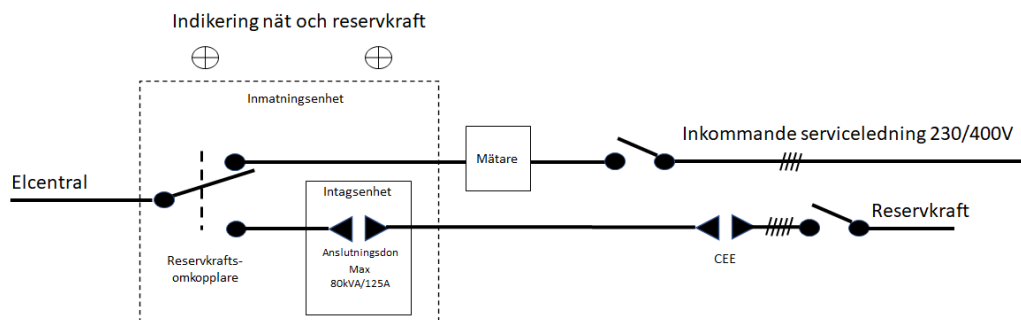 Indikering nät och reservkraft
Inmatningsenhet
Inkommande serviceledning 230/400V
Mätare
Elcentral
Intagsenhet
Reservkraft
Anslutningsdon
Max
80kVA/125A
Reservkrafts-
omkopplare
CEE